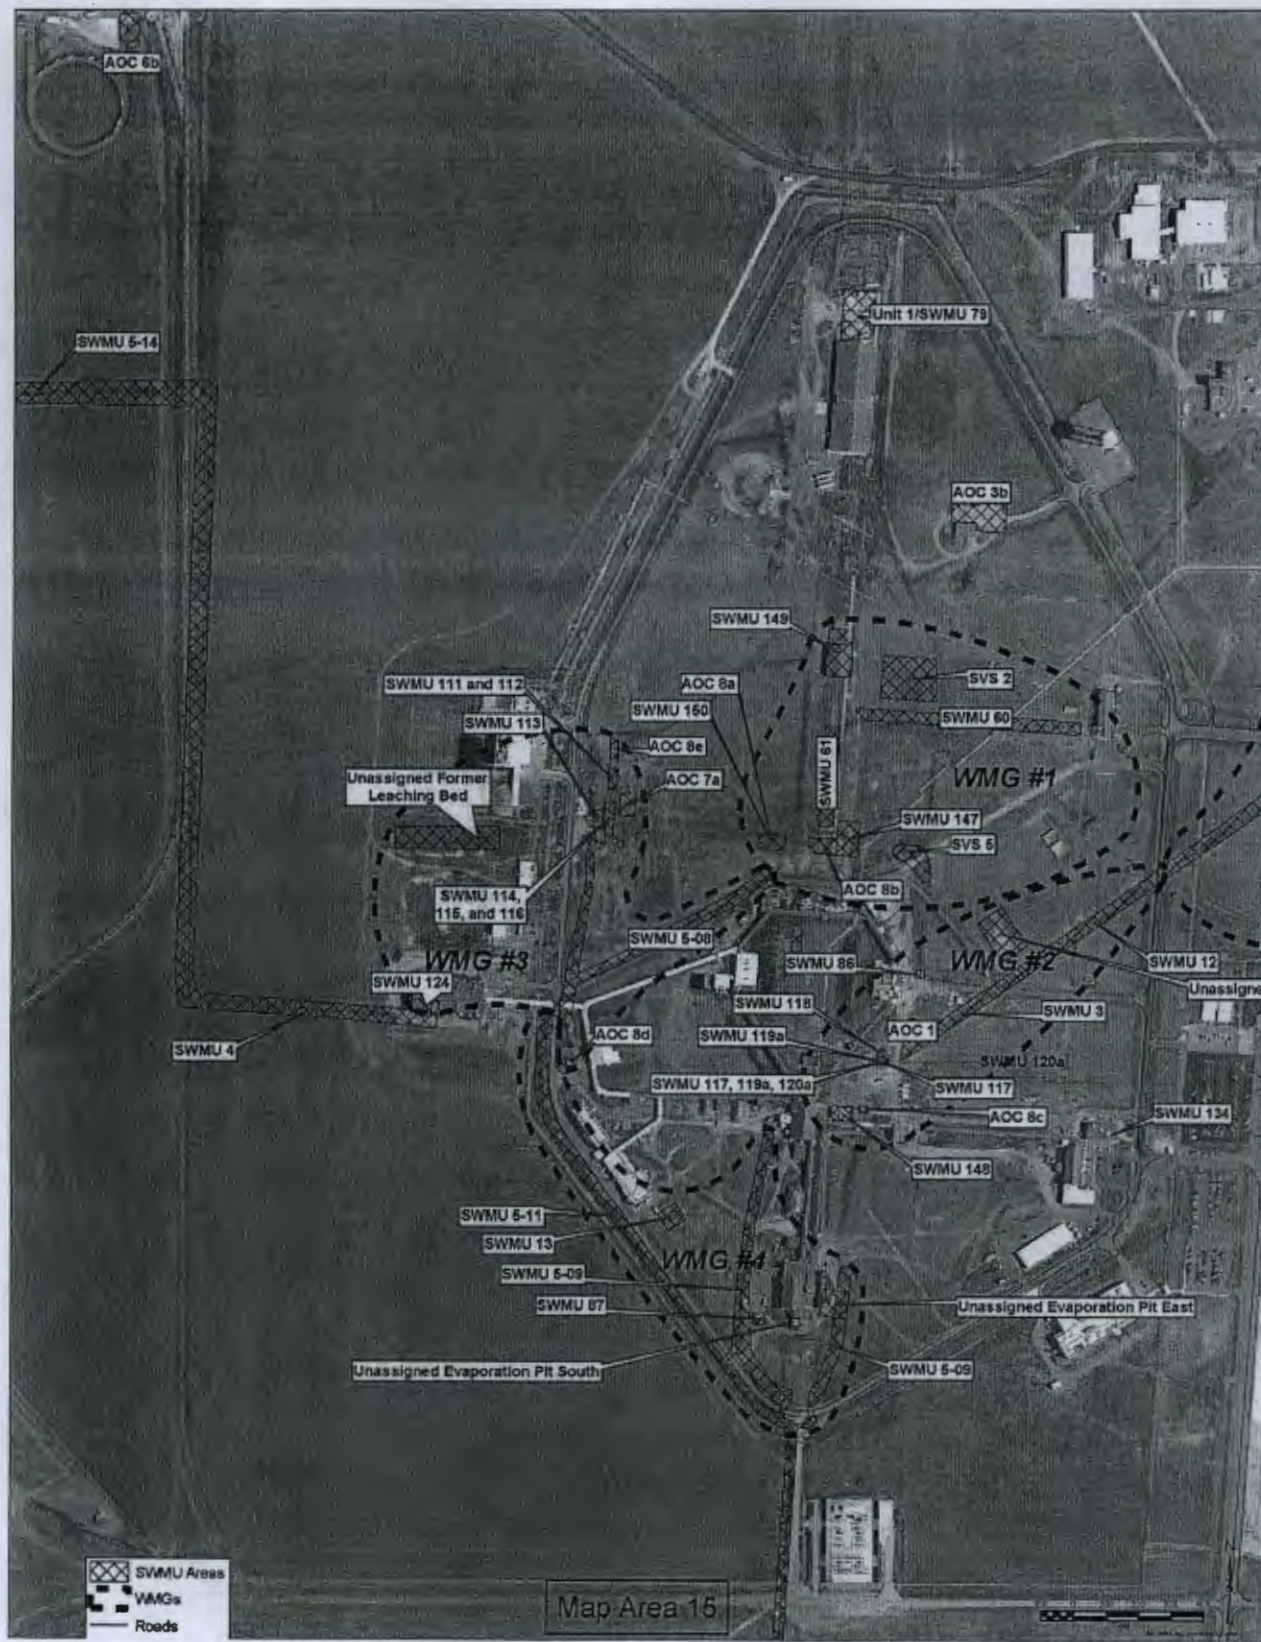 AOC 6b
Unit 1/SWMU 79
SWMU 5-14
AOC 3b
SWMU 149
SWMU 111 and 112
AOC 8a
SVS 2
SWMU 150
SWMU 60
SWMU 113
AOC 8e
SWMU 61
WMG #1
Unassigned Former
Leaching Bed
AOC 7a
SWMU 147
SVS 5
AOC 8b
SWMU 114,
115, and 116
SWMU 5-08
WMG #3
SWMU 86
WMG #2
SWMU 12
SWMU 124
Unassigne
SWMU 118
SWMU 3
AOC 1
SWMU 4
AOC 8d
SWMU 119a
SWMU 120a
SWMU 117, 119a, 120a
SWMU 117
AOC 8c
SWMU 134
SWMU 148
SWMU 5-11
SWMU 13
WMG #4
SWMU 5-09
SWMU 87
Unassigned Evaporation Pit East
Unassigned Evaporation Pit South
SWMU 5-09
SWMU Areas
WMGs
Roads
Map Area 15